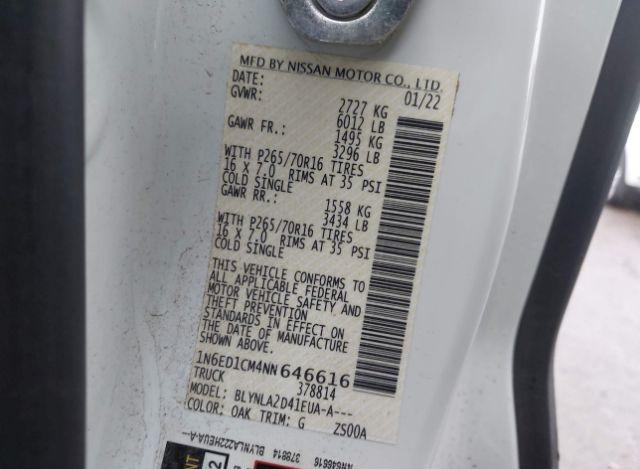 MFD BY NISSAN MOTOR CO., LTD.
DATE: 01/22
GVWR: 2727 KG
6012 LB
GAWR FR.: 1495 KG
3296 LB
WITH P265/70R16 TIRES
16 X 7.0 RIMS AT 35 PSI
COLD SINGLE
GAWR RR.: 1558 KG
3434 LB
WITH P265/70R16 TIRES
16 X 7.0 RIMS AT 35 PSI
COLD SINGLE
THIS VEHICLE CONFORMS TO
ALL APPLICABLE FEDERAL
MOTOR VEHICLE SAFETY AND
THEFT PREVENTION
STANDARDS IN EFFECT ON
THE DATE OF MANUFACTURE
SHOWN ABOVE.
1N6ED1CM4NN646616
TRUCK 378814
MODEL: BLYNLA2D41EUA-A---
COLOR: OAK TRIM: G ZS00A
NN646616 378814 BLYNLA222HEUA-A---